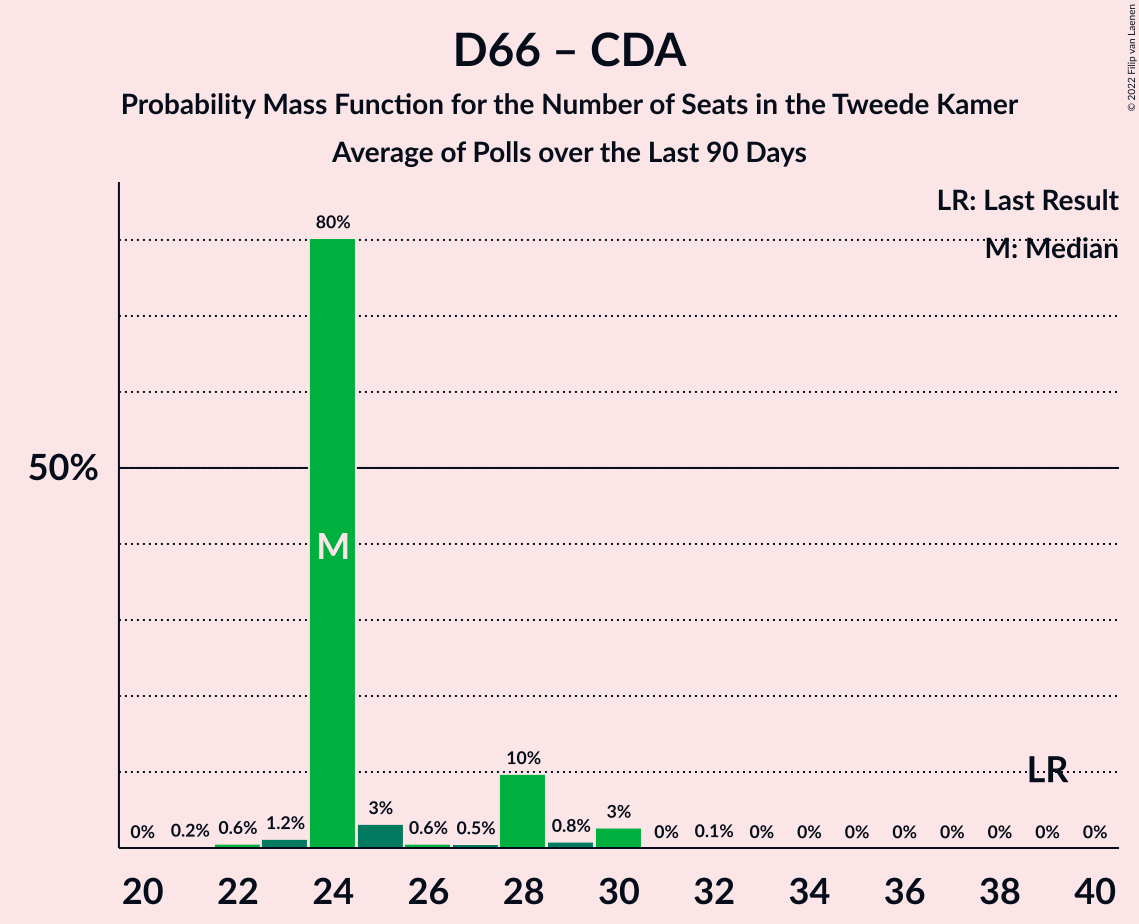 D66 – CDA
Probability Mass Function for the Number of Seats in the Tweede Kamer
Average of Polls over the Last 90 Days
© 2022 Filip van Laenen
LR: Last Result
M: Median
80%
50%
M
10%
LR
0% 0.2% 0.6% 1.2% 3% 0.6% 0.5% 0.8% 3% 0% 0.1% 0% 0% 0% 0% 0% 0% 0% 0%
20 22 24 26 28 30 32 34 36 38 40